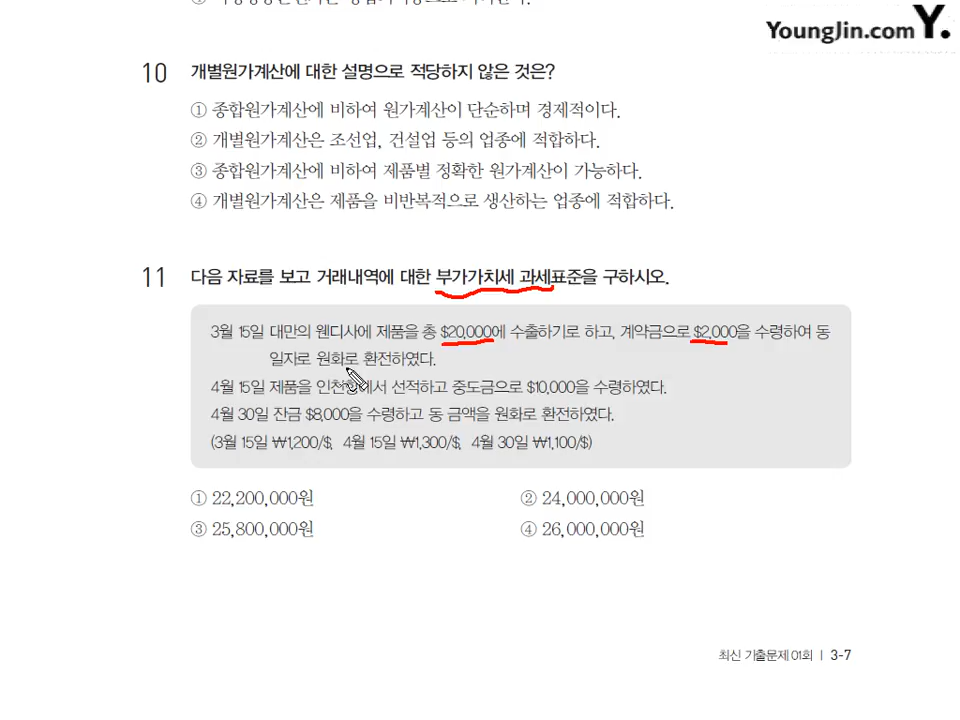 YoungJin.com Y.
10 개별원가계산에 대한 설명으로 적당하지 않은 것은?
① 종합원가계산에 비하여 원가계산이 단순하며 경제적이다.
② 개별원가계산은 조선업, 건설업 등의 업종에 적합하다.
③ 종합원가계산에 비하여 제품별 정확한 원가계산이 가능하다.
④ 개별원가계산은 제품을 비반복적으로 생산하는 업종에 적합하다.
11 다음 자료를 보고 거래내역에 대한 부가가치세 과세표준을 구하시오.
3월 15일 대만의 웬디사에 제품을 총 $20,000에 수출하기로 하고, 계약금으로 $2,000을 수령하여 동
일자로 원화로 환전하였다.
4월 15일 제품을 인천항에서 선적하고 중도금으로 $10,000을 수령하였다.
4월 30일 잔금 $8,000을 수령하고 동 금액을 원화로 환전하였다.
(3월 15일 ₩1,200/$, 4월 15일 ₩1,300/$, 4월 30일 ₩1,100/$)
① 22,200,000원 ② 24,000,000원
③ 25,800,000원 ④ 26,000,000원
최신 기출문제 01회 | 3-7